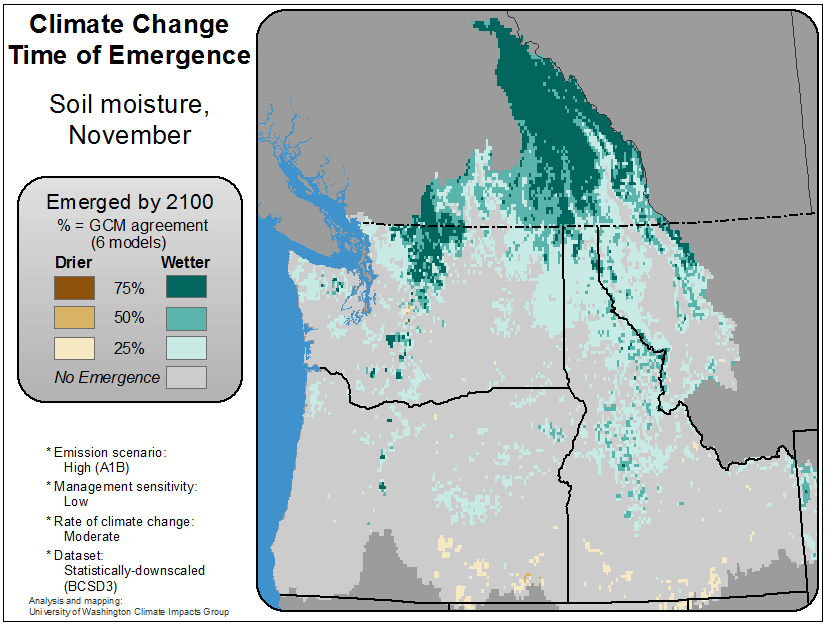 Climate Change
Time of Emergence
Soil moisture,
November
Emerged by 2100
% = GCM agreement
(6 models)
Drier Wetter
75%
50%
25%
No Emergence
* Emission scenario:
High (A1B)
* Management sensitivity:
Low
* Rate of climate change:
Moderate
* Dataset:
Statistically-downscaled
(BCSD3)
Analysis and mapping:
University of Washington Climate Impacts Group